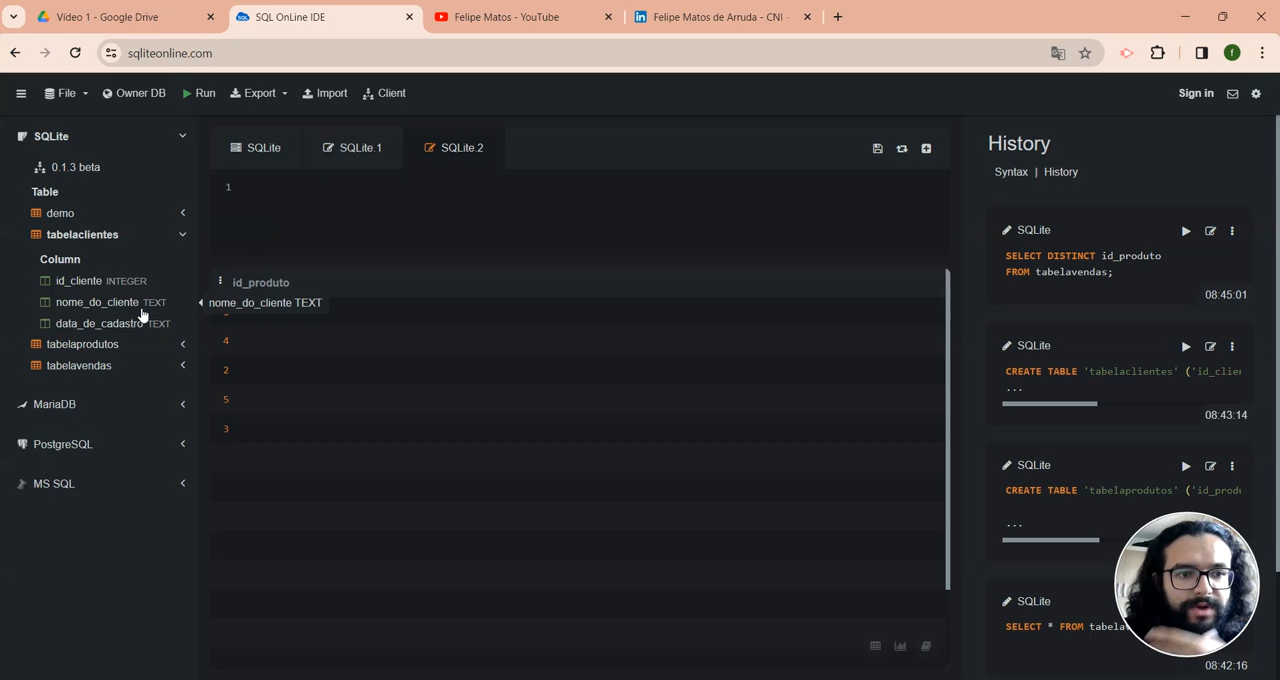 Vídeo 1 - Google Drive
SQL OnLine IDE
Felipe Matos - YouTube
Felipe Matos de Arruda - CNI -
sqliteonline.com
f
File
Owner DB
Run
Export
Import
Client
Sign in
SQLite
0.1.3 beta
Table
demo
tabelaclientes
Column
id_cliente INTEGER
nome_do_cliente TEXT
data_de_cadastro TEXT
tabelaprodutos
tabelavendas
MariaDB
PostgreSQL
MS SQL
SQLite
SQLite.1
SQLite.2
1
id_produto
nome_do_cliente TEXT
4
2
5
3
History
Syntax | History
SQLite
SELECT DISTINCT id_produto
FROM tabelavendas;
08:45:01
SQLite
CREATE TABLE 'tabelaclientes' ('id_clien
...
08:43:14
SQLite
CREATE TABLE 'tabelaprodutos' ('id_produ
...
SQLite
SELECT * FROM tabela
08:42:16